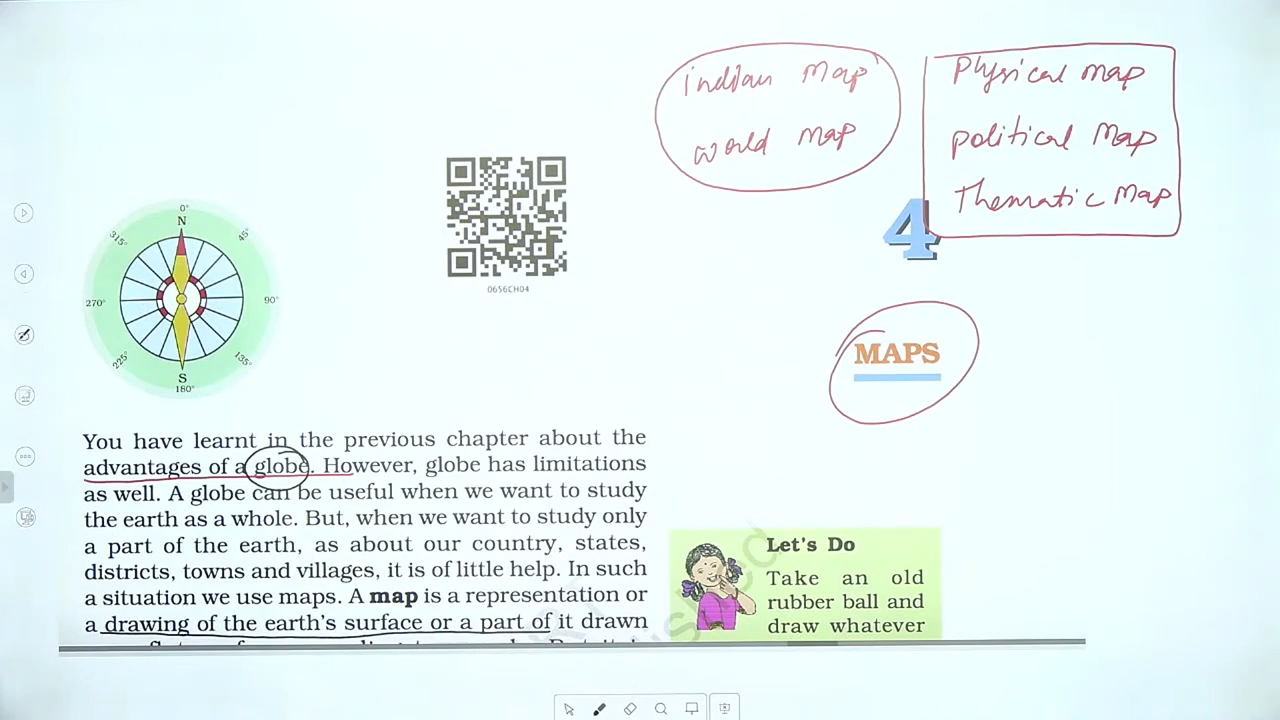 indian map
world map
Physical map
political map
Thematic map
4
MAPS
0°
N
45°
90°
135°
S
180°
225°
270°
315°
0656CH04
You have learnt in the previous chapter about the
advantages of a globe. However, globe has limitations
as well. A globe can be useful when we want to study
the earth as a whole. But, when we want to study only
a part of the earth, as about our country, states,
districts, towns and villages, it is of little help. In such
a situation we use maps. A map is a representation or
a drawing of the earth's surface or a part of it drawn
Let's Do
Take an old
rubber ball and
draw whatever